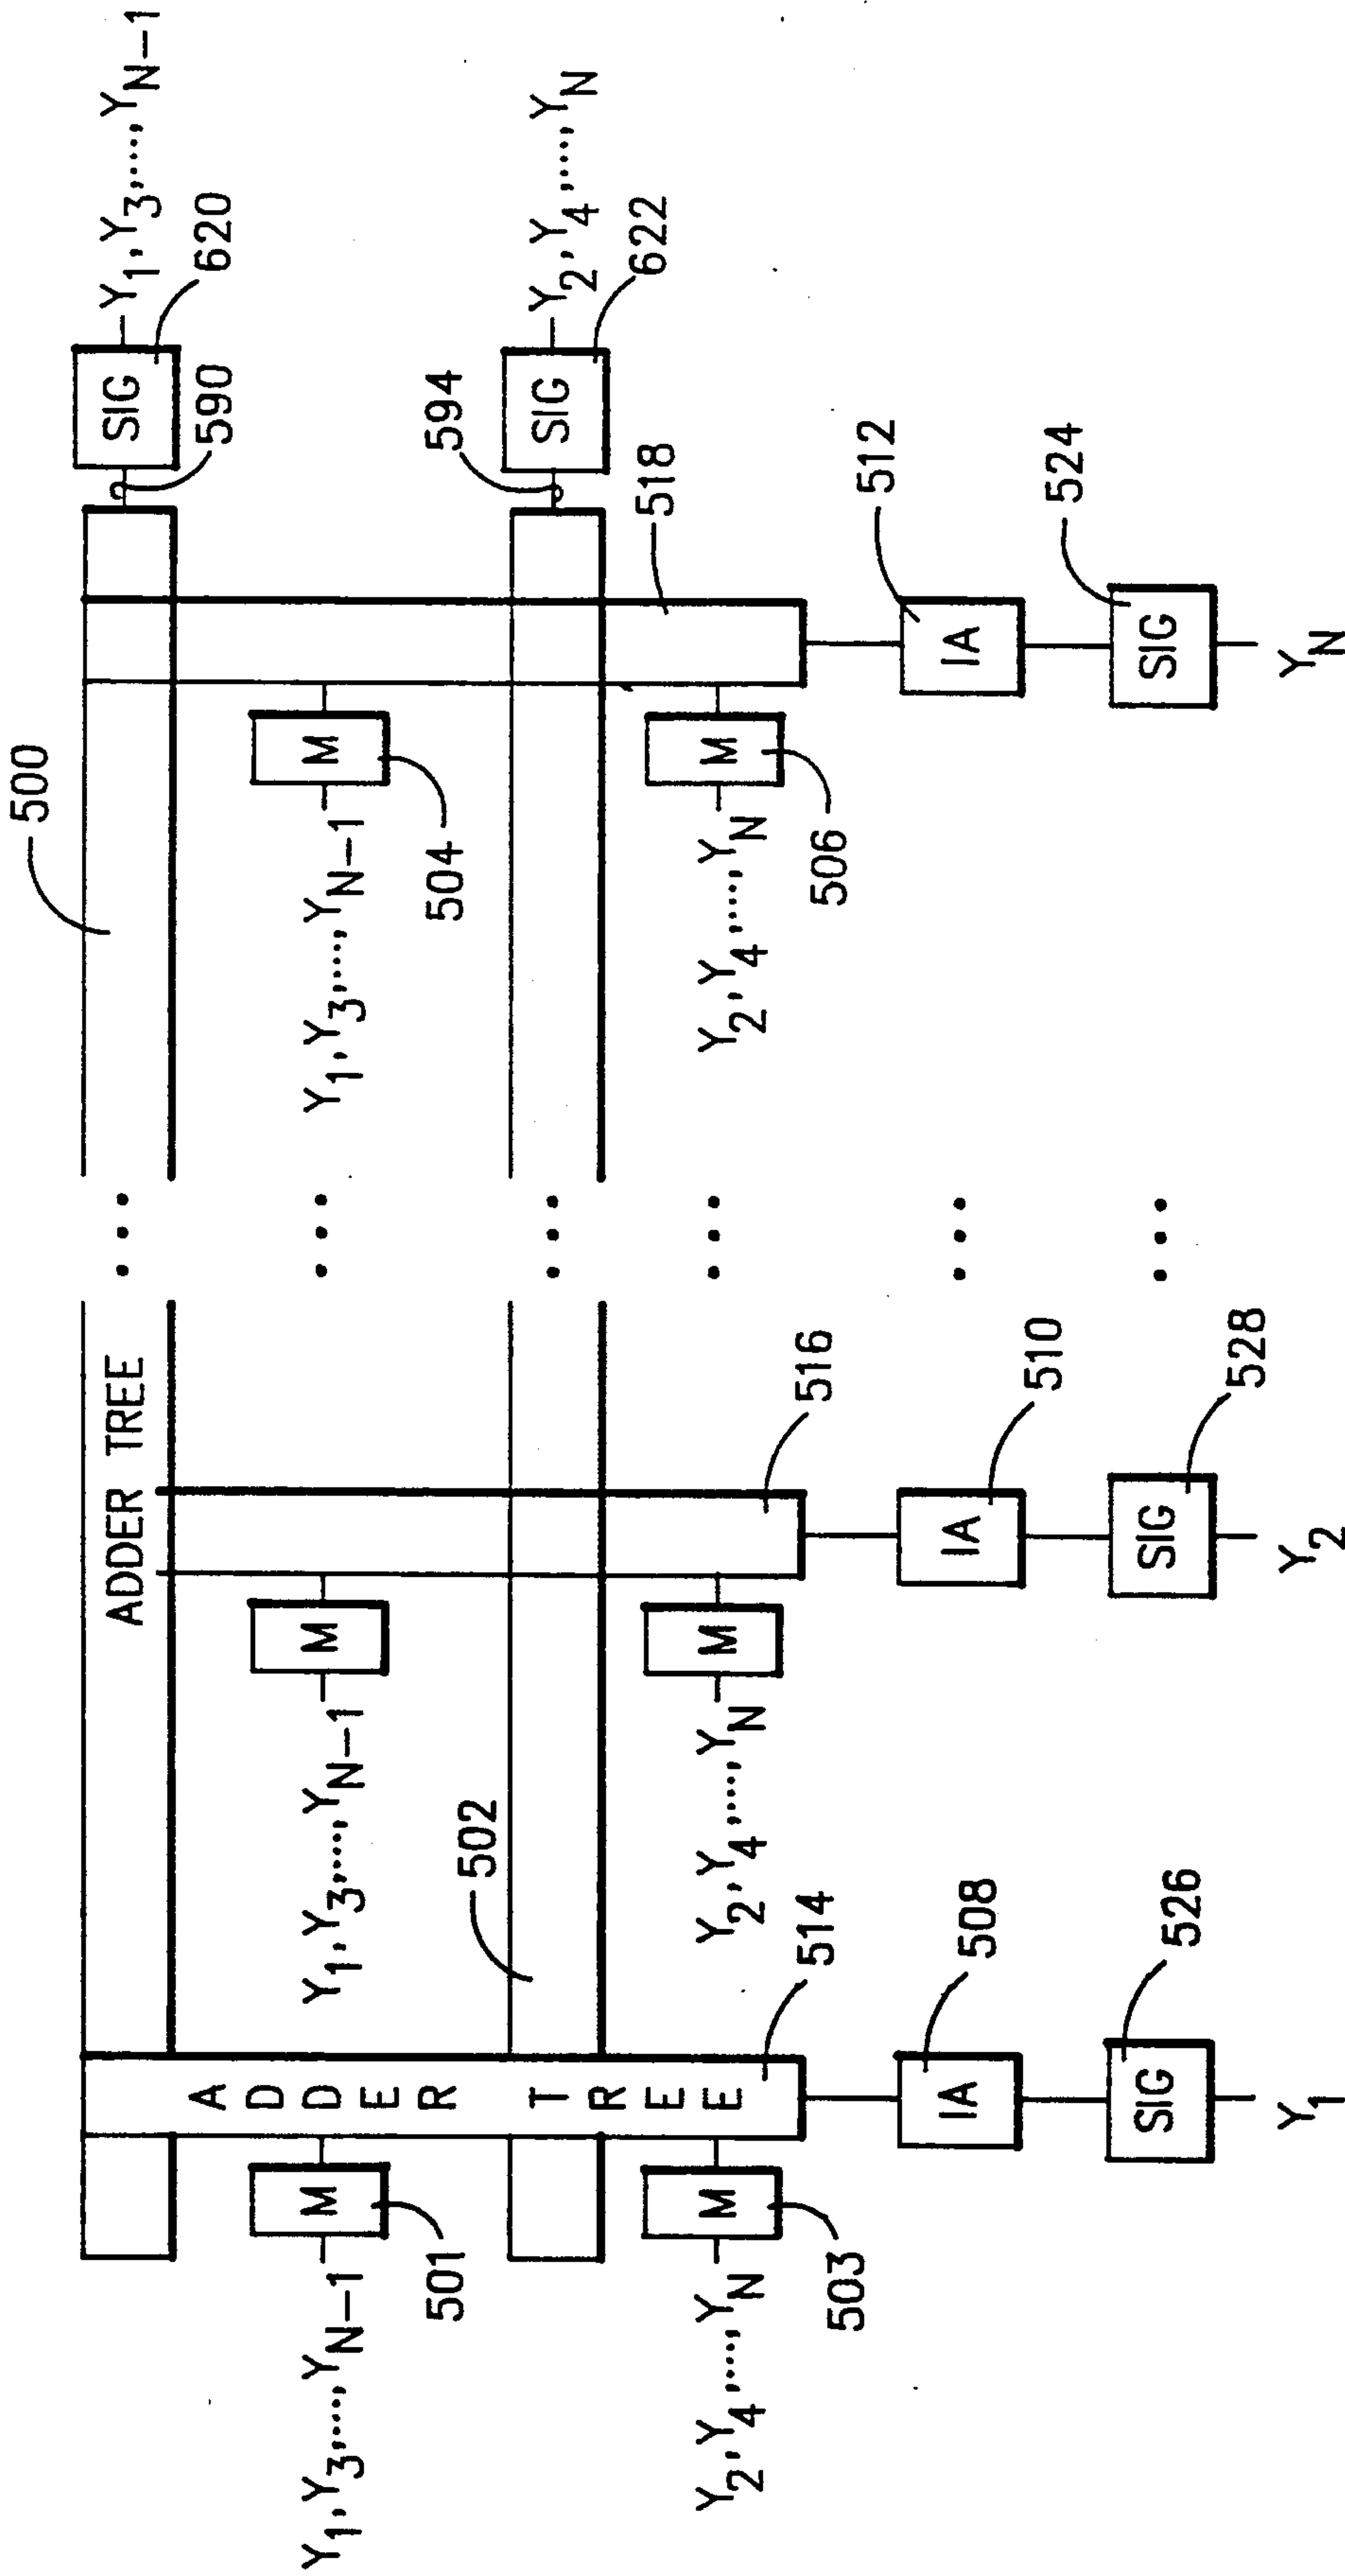 500
ADDER TREE
590
SIG
Y1,Y3,....,YN-1
620
Y1,Y3,....,YN-1
M
501
Y1,Y3,....,YN-1
M
Y1,Y3,....,YN-1
M
504
502
594
SIG
Y2,Y4,....,YN
622
ADDER TREE
518
Y2,Y4,....,YN
M
503
514
Y2,Y4,....,YN
M
516
Y2,Y4,....,YN
M
506
IA
508
IA
510
IA
512
SIG
526
SIG
528
SIG
524
Y1
Y2
YN